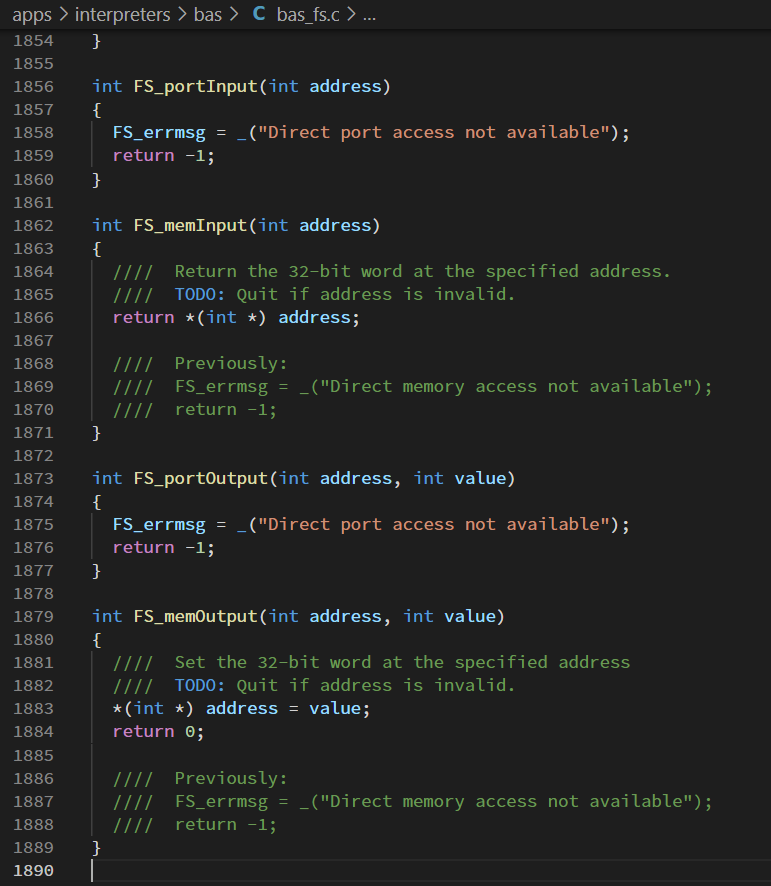 apps > interpreters > bas > C bas_fs.c > ...
1854 }
1855
1856 int FS_portInput(int address)
1857 {
1858   FS_errmsg = _("Direct port access not available");
1859   return -1;
1860 }
1861
1862 int FS_memInput(int address)
1863 {
1864   ////  Return the 32-bit word at the specified address.
1865   ////  TODO: Quit if address is invalid.
1866   return *(int *) address;
1867
1868   ////  Previously:
1869   ////  FS_errmsg = _("Direct memory access not available");
1870   ////  return -1;
1871 }
1872
1873 int FS_portOutput(int address, int value)
1874 {
1875   FS_errmsg = _("Direct port access not available");
1876   return -1;
1877 }
1878
1879 int FS_memOutput(int address, int value)
1880 {
1881   ////  Set the 32-bit word at the specified address
1882   ////  TODO: Quit if address is invalid.
1883   *(int *) address = value;
1884   return 0;
1885
1886   ////  Previously:
1887   ////  FS_errmsg = _("Direct memory access not available");
1888   ////  return -1;
1889 }
1890